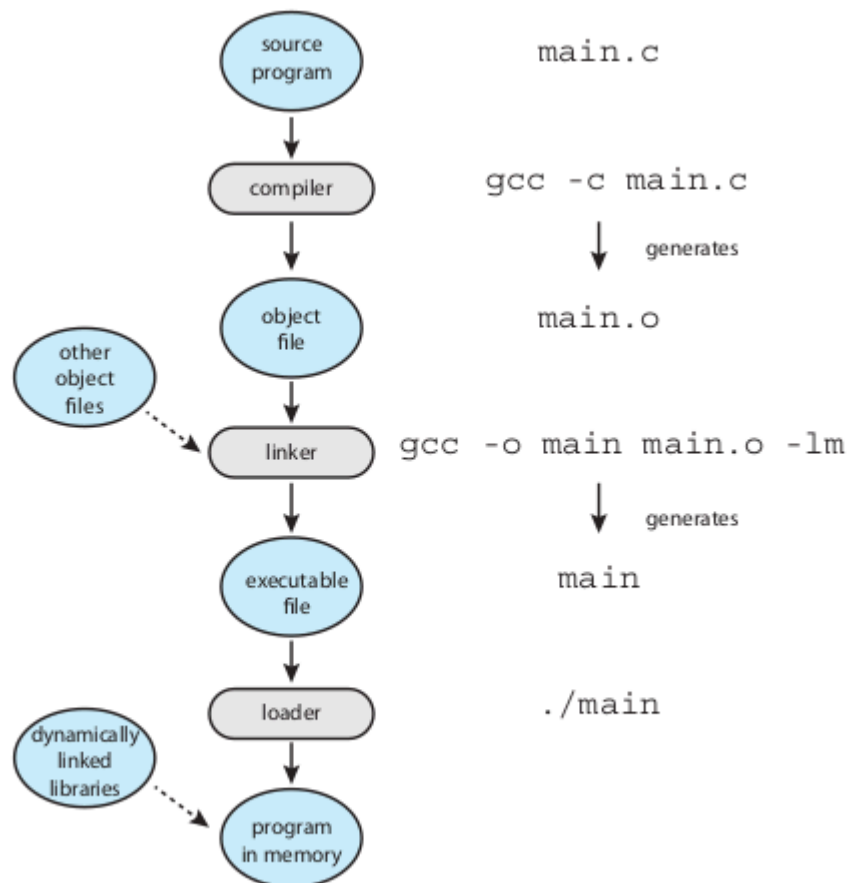 source
program
main.c
compiler
gcc -c main.c
generates
object
file
main.o
other
object
files
linker
gcc -o main main.o -lm
generates
executable
file
main
loader
./main
dynamically
linked
libraries
program
in memory